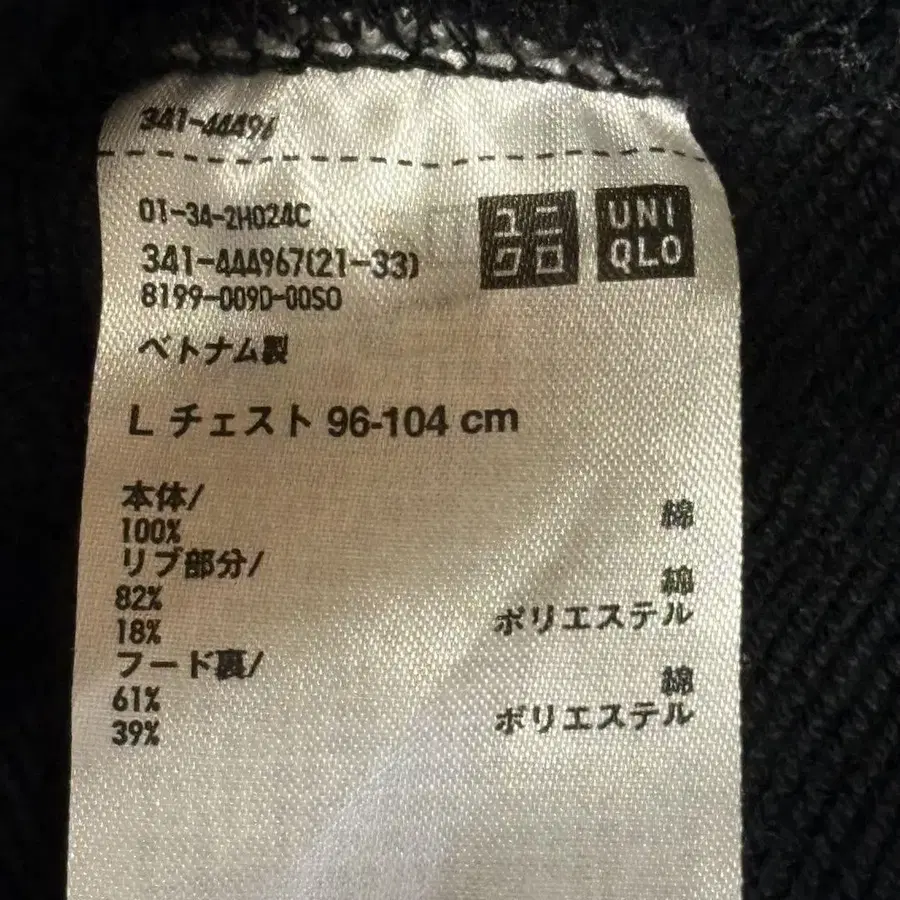 341-44496
01-34-2H024C
ユニクロ
UNIQLO
341-444967(21-33)
8199-009D-00SO
ベトナム製
L チェスト 96-104 cm
本体/
100% 綿
リブ部分/
82% 綿
18% ポリエステル
フード裏/
61% 綿
39% ポリエステル